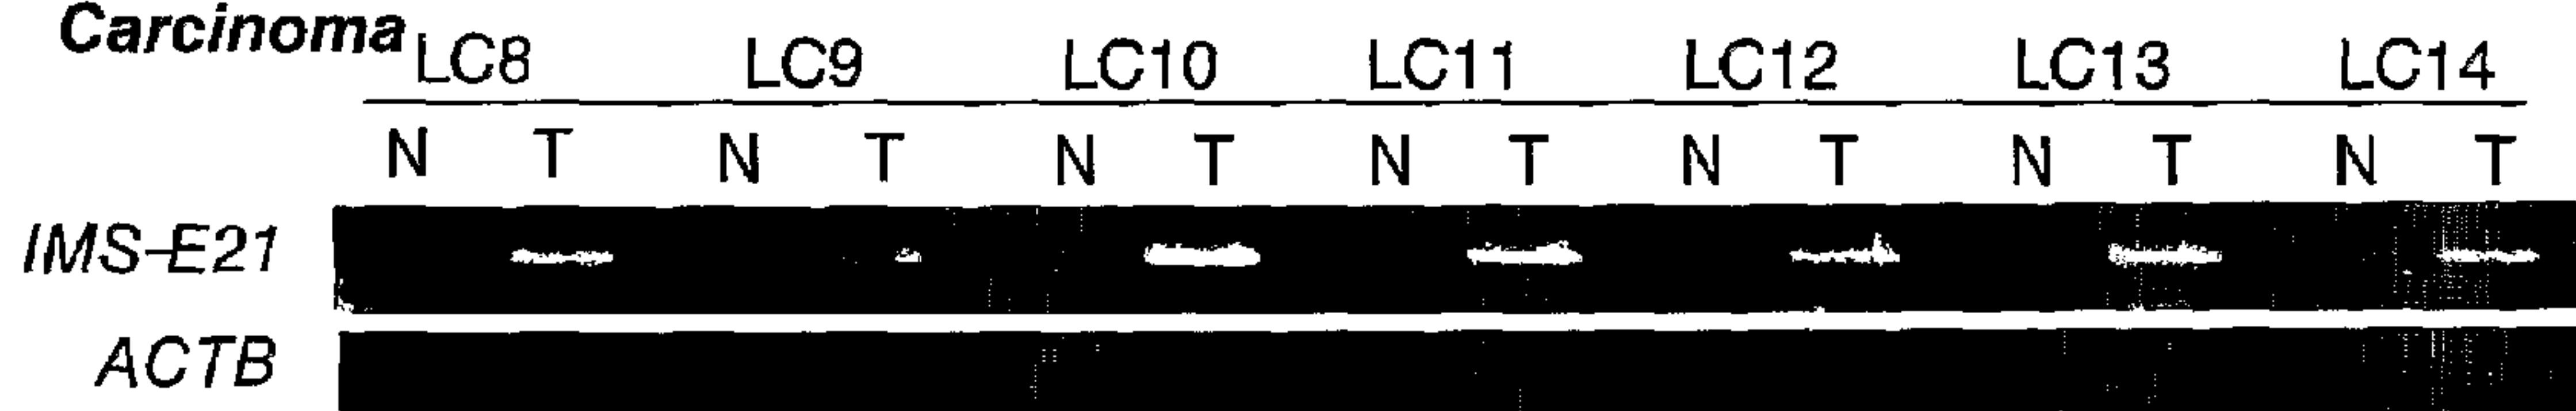 Carcinoma
LC8 LC9 LC10 LC11 LC12 LC13 LC14
N T N T N T N T N T N T N T
IMS-E21
ACTB